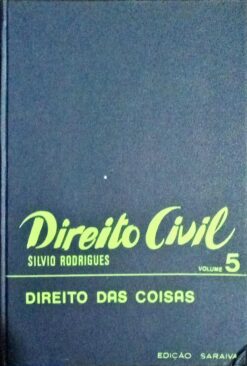 Direito Civil
SILVIO RODRIGUES
VOLUME 5
DIREITO DAS COISAS
EDIÇÃO SARAIVA